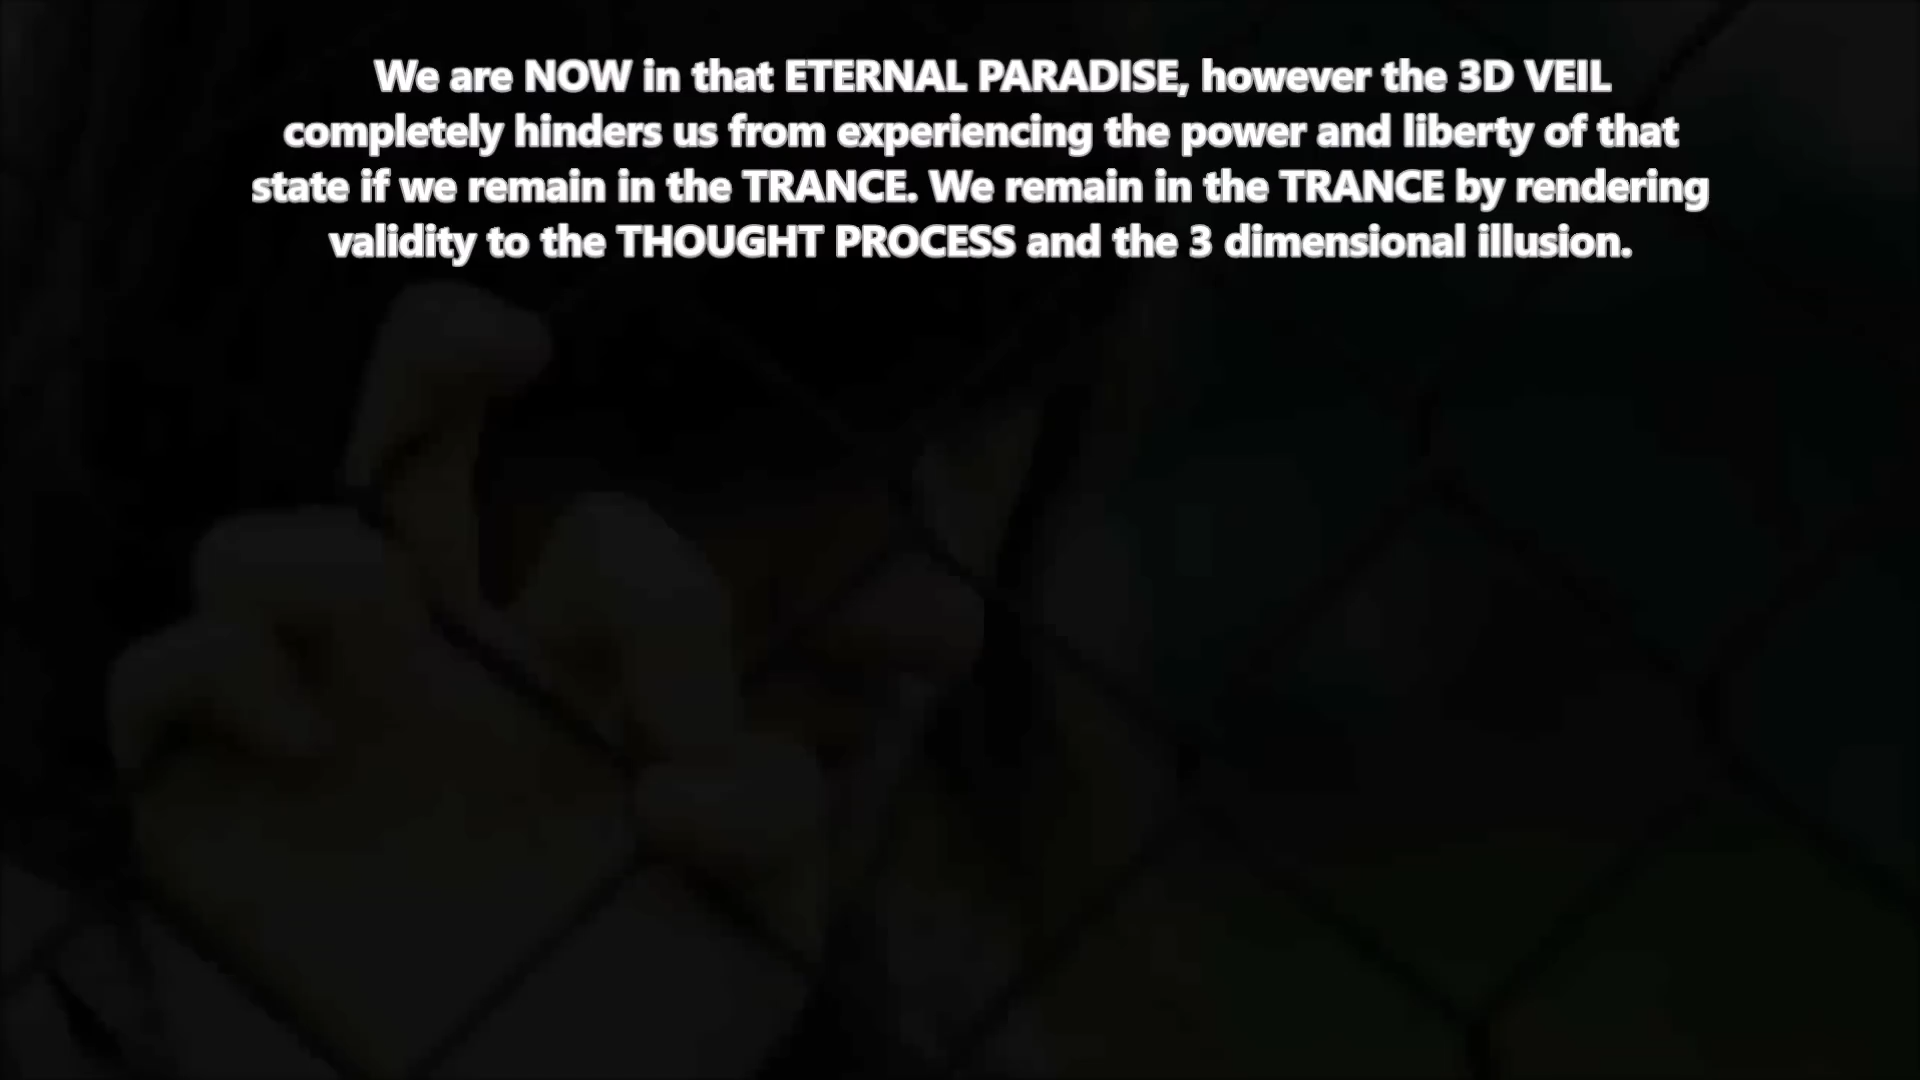 We are NOW in that ETERNAL PARADISE, however the 3D VEIL
completely hinders us from experiencing the power and liberty of that
state if we remain in the TRANCE. We remain in the TRANCE by rendering
validity to the THOUGHT PROCESS and the 3 dimensional illusion.